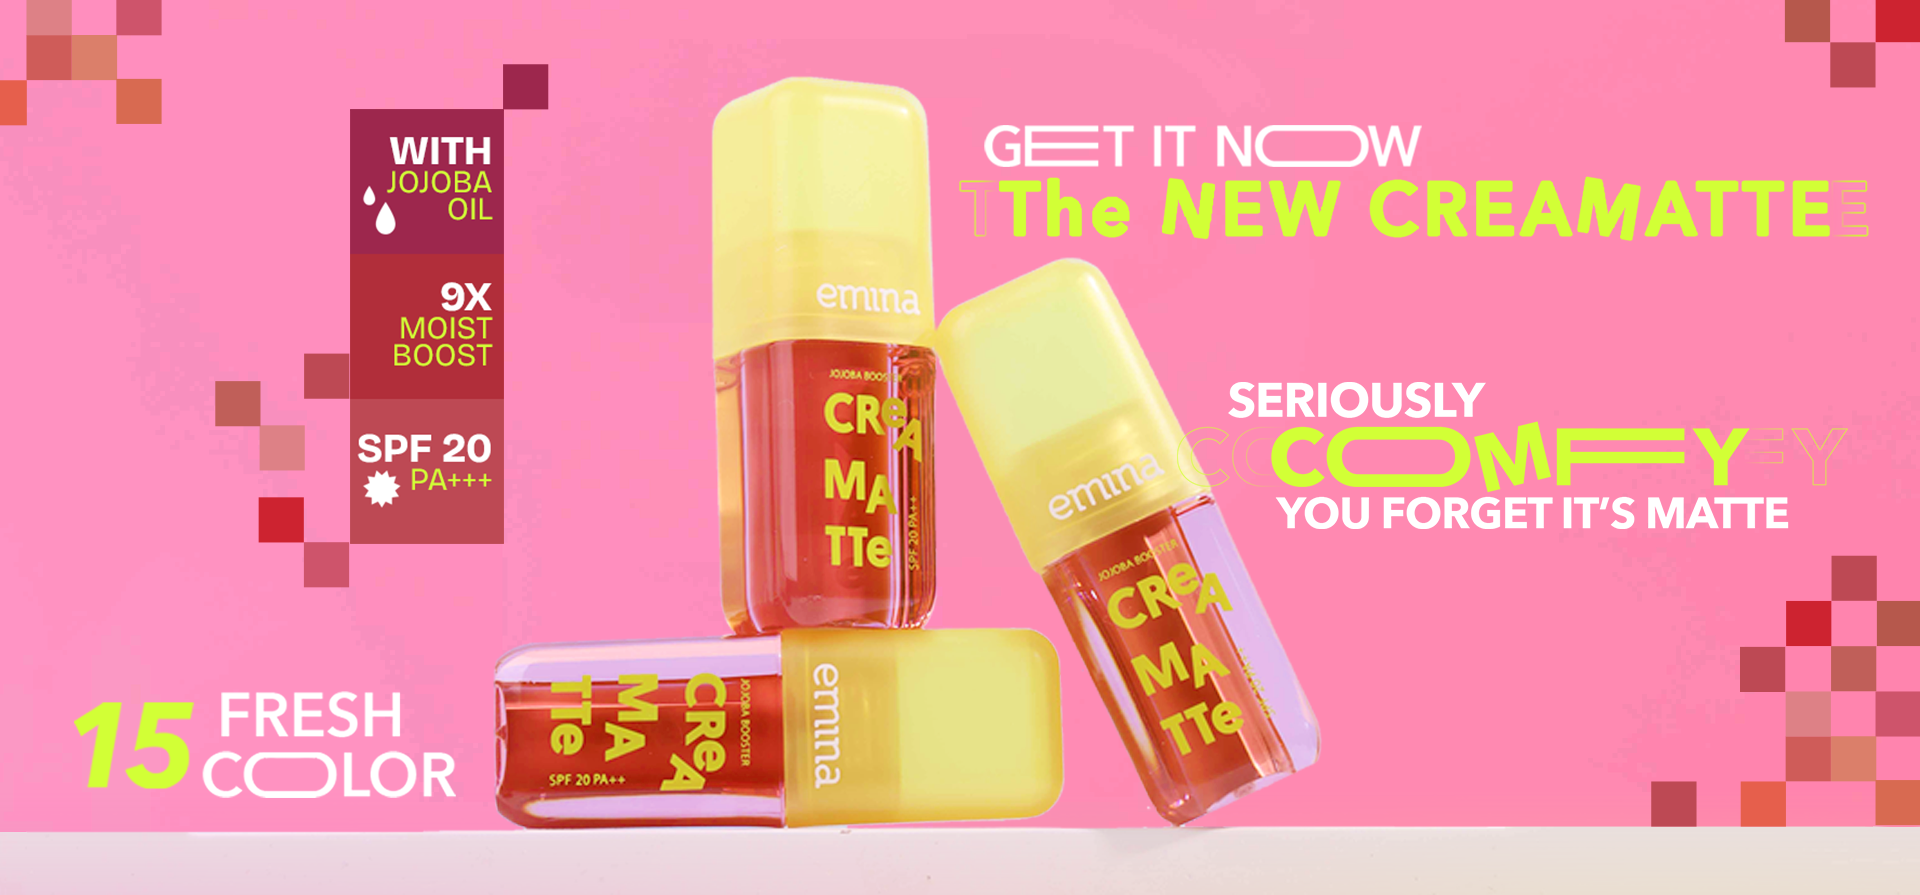 WITH
JOJOBA
OIL
9X
MOIST
BOOST
SPF 20
PA+++
15 FRESH
COLOR
GET IT NOW
The NEW CREAMATTE
SERIOUSLY
COMFY
YOU FORGET IT'S MATTE
emina
JOJOBA BOOSTER
CReA
MA
TTe
SPF 20 PA++
emina
JOJOBA BOOSTER
CReA
MA
TTe
emina
JOJOBA BOOSTER
CReA
MA
TTe
SPF 20 PA++